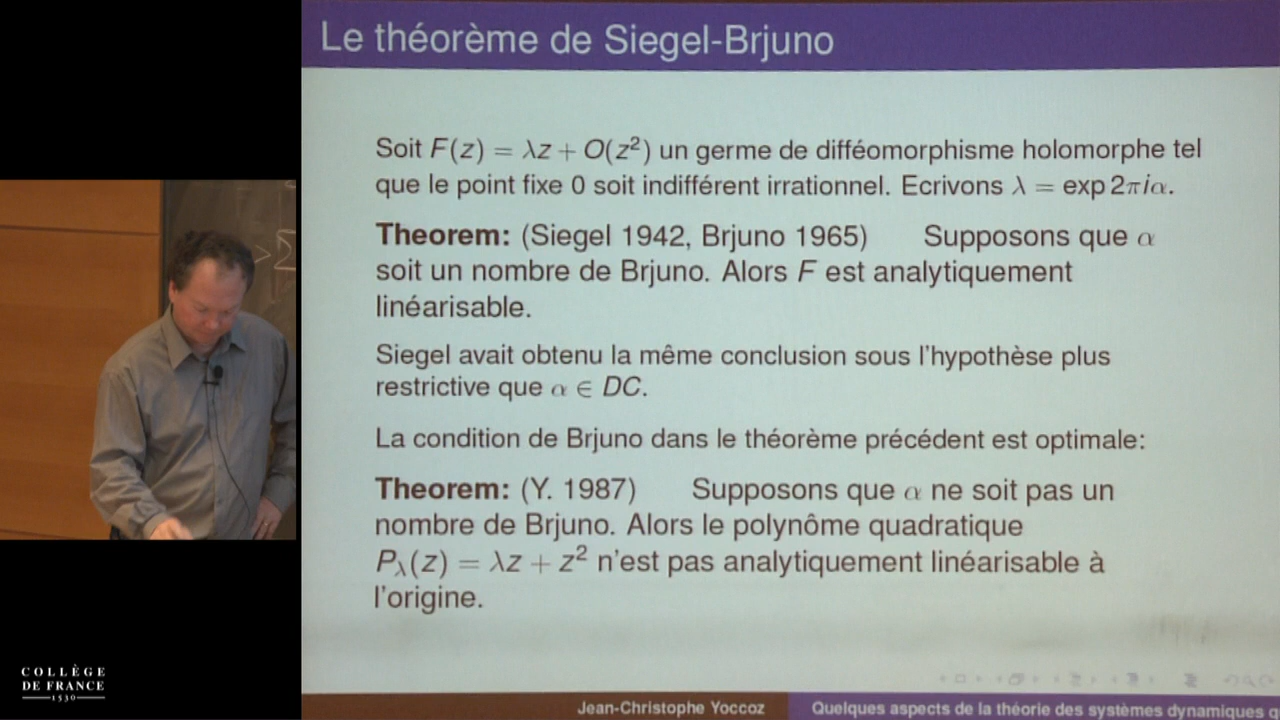 Le théorème de Siegel-Brjuno
Soit F(z) = λz + O(z²) un germe de difféomorphisme holomorphe tel
que le point fixe 0 soit indifférent irrationnel. Ecrivons λ = exp 2πiα.
Theorem: (Siegel 1942, Brjuno 1965) Supposons que α
soit un nombre de Brjuno. Alors F est analytiquement
linéarisable.
Siegel avait obtenu la même conclusion sous l'hypothèse plus
restrictive que α ∈ DC.
La condition de Brjuno dans le théorème précédent est optimale:
Theorem: (Y. 1987) Supposons que α ne soit pas un
nombre de Brjuno. Alors le polynôme quadratique
P_λ(z) = λz + z² n'est pas analytiquement linéarisable à
l'origine.
Jean-Christophe Yoccoz
Quelques aspects de la théorie des systèmes dynamiques q
> Σ
COLLÈGE
DE FRANCE
1530